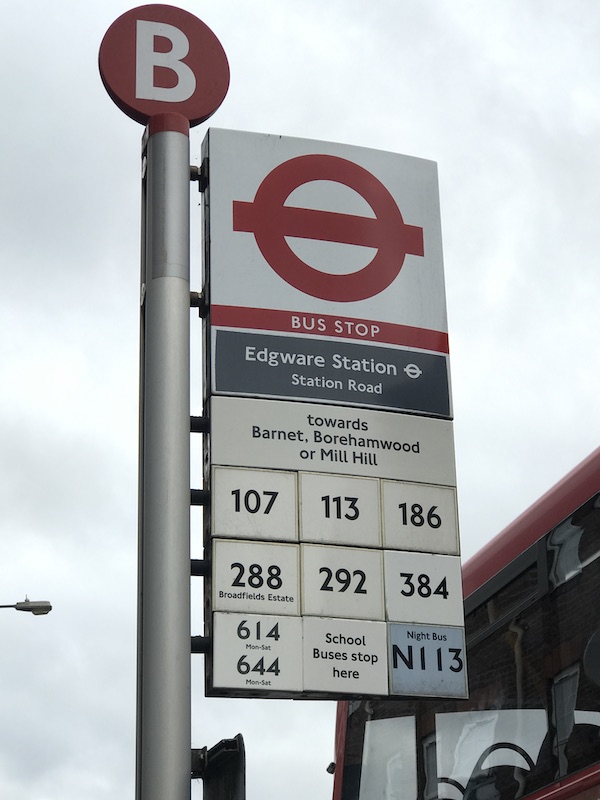 B
BUS STOP
Edgware Station
Station Road
towards
Barnet, Borehamwood
or Mill Hill
107 113 186
288 292 384
Broadfields Estate
614
Mon-Sat
644
Mon-Sat
School
Buses stop
here
Night Bus
N113